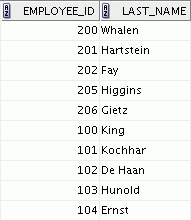 EMPLOYEE_ID LAST_NAME
200 Whalen
201 Hartstein
202 Fay
205 Higgins
206 Gietz
100 King
101 Kochhar
102 De Haan
103 Hunold
104 Ernst